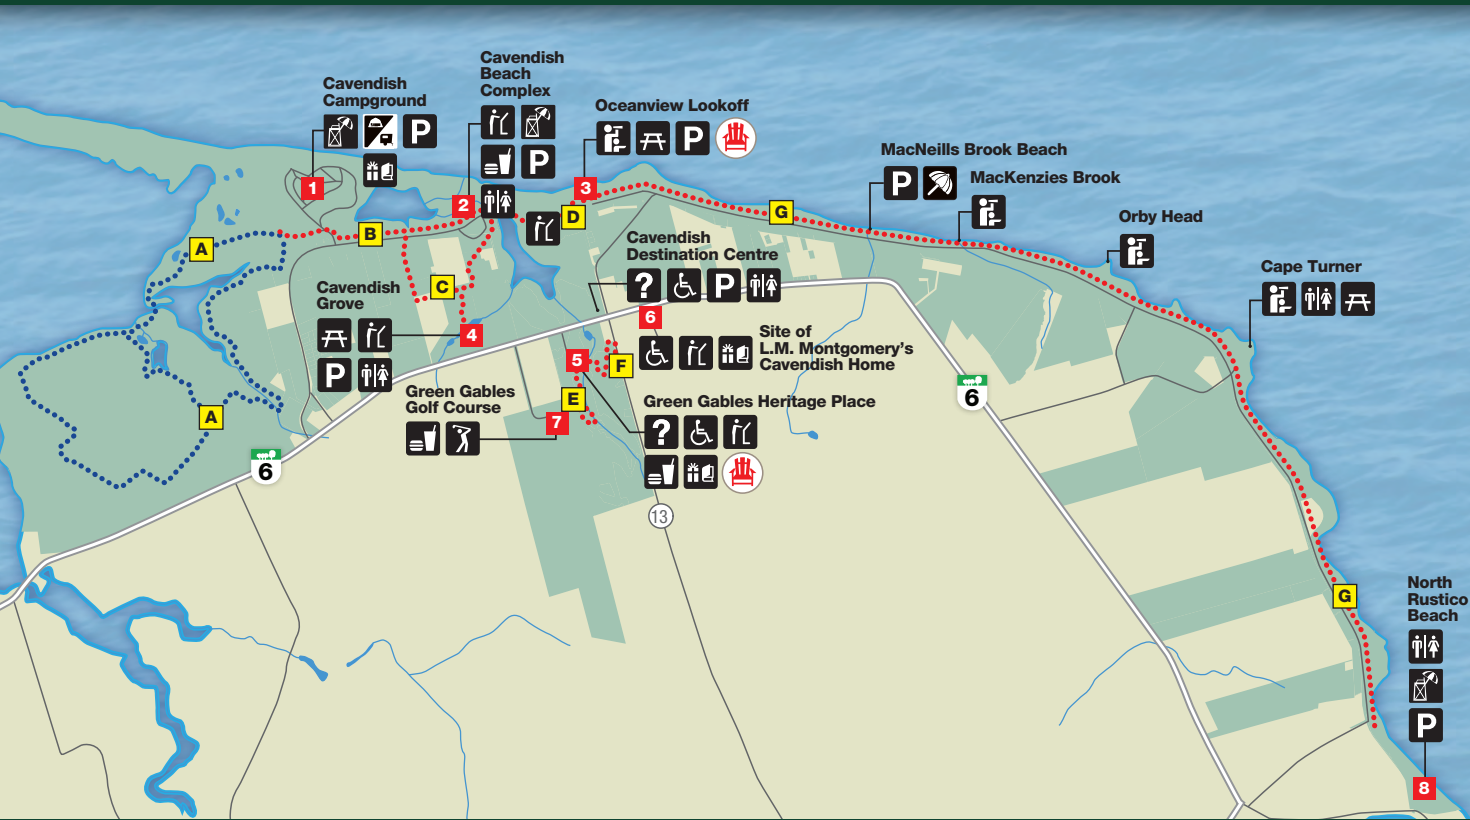 Cavendish
Campground
P
1
Cavendish
Beach
Complex
P
2
Oceanview Lookoff
P
3
MacNeills Brook Beach
P
MacKenzies Brook
Orby Head
Cape Turner
A
B
D
G
C
Cavendish
Grove
P
4
Cavendish
Destination Centre
? P
6
Site of
L.M. Montgomery's
Cavendish Home
5
F
E
7
Green Gables
Golf Course
Green Gables Heritage Place
?
A
6
6
13
G
North
Rustico
Beach
P
8